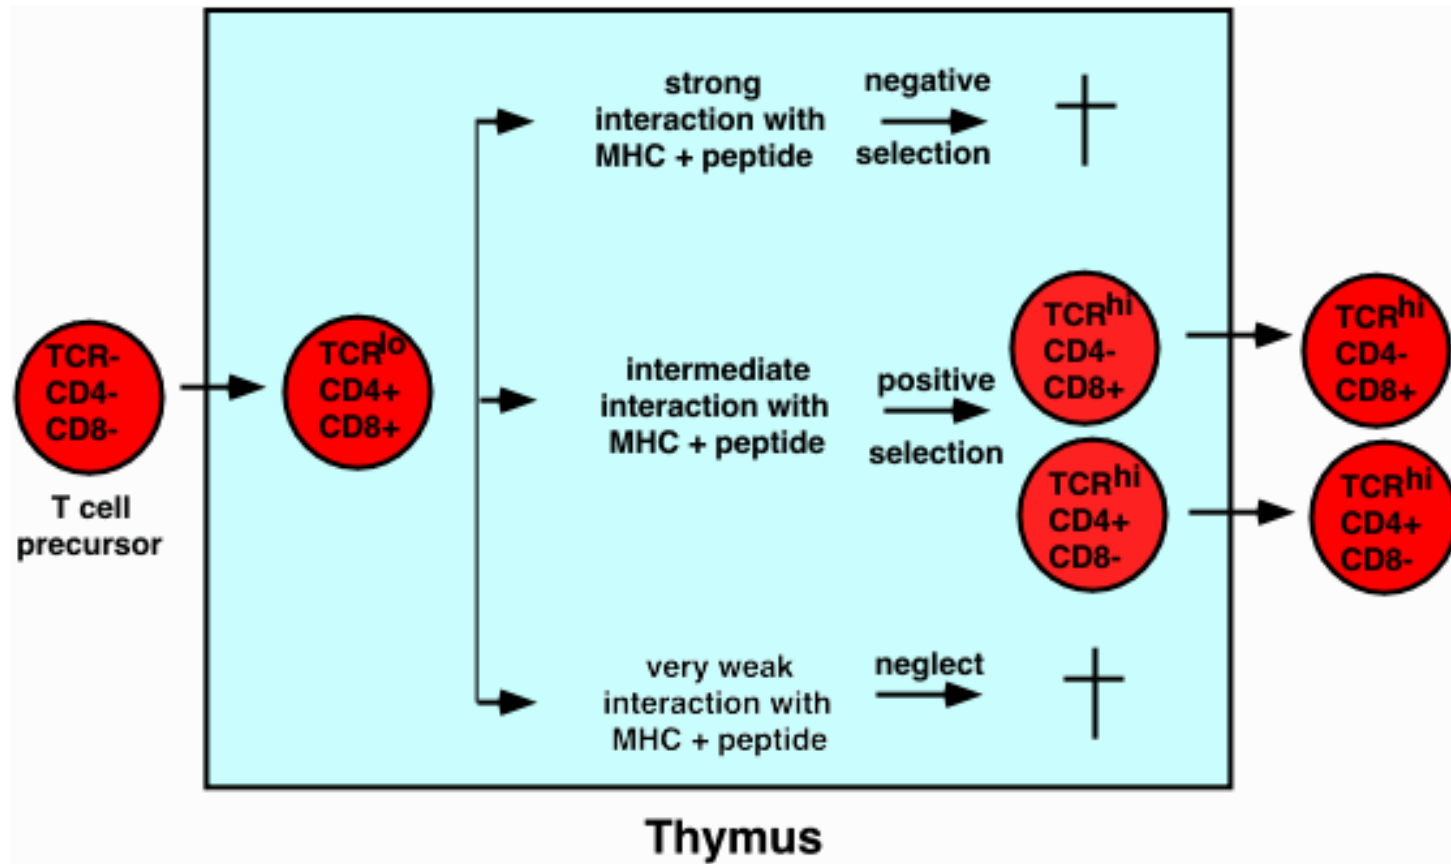 strong
interaction with
MHC + peptide
negative
selection
TCR-
CD4-
CD8-
T cell
precursor
TCRlo
CD4+
CD8+
intermediate
interaction with
MHC + peptide
positive
selection
TCRhi
CD4-
CD8+
TCRhi
CD4+
CD8-
TCRhi
CD4-
CD8+
TCRhi
CD4+
CD8-
very weak
interaction with
MHC + peptide
neglect
Thymus